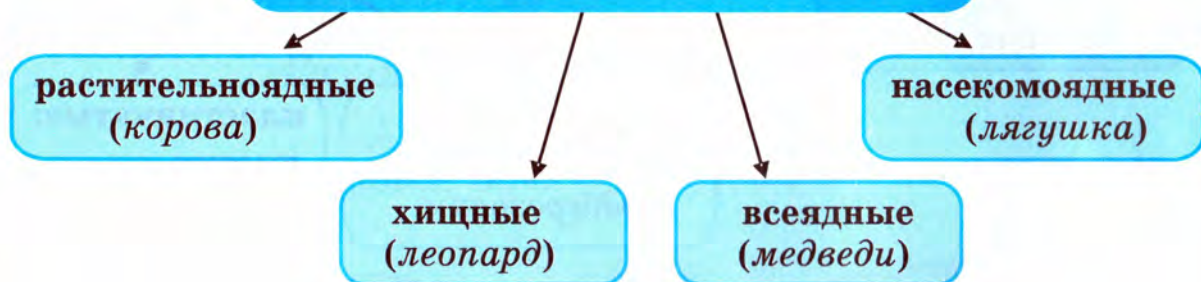 растительноядные
(корова)
насекомоядные
(лягушка)
хищные
(леопард)
всеядные
(медведи)